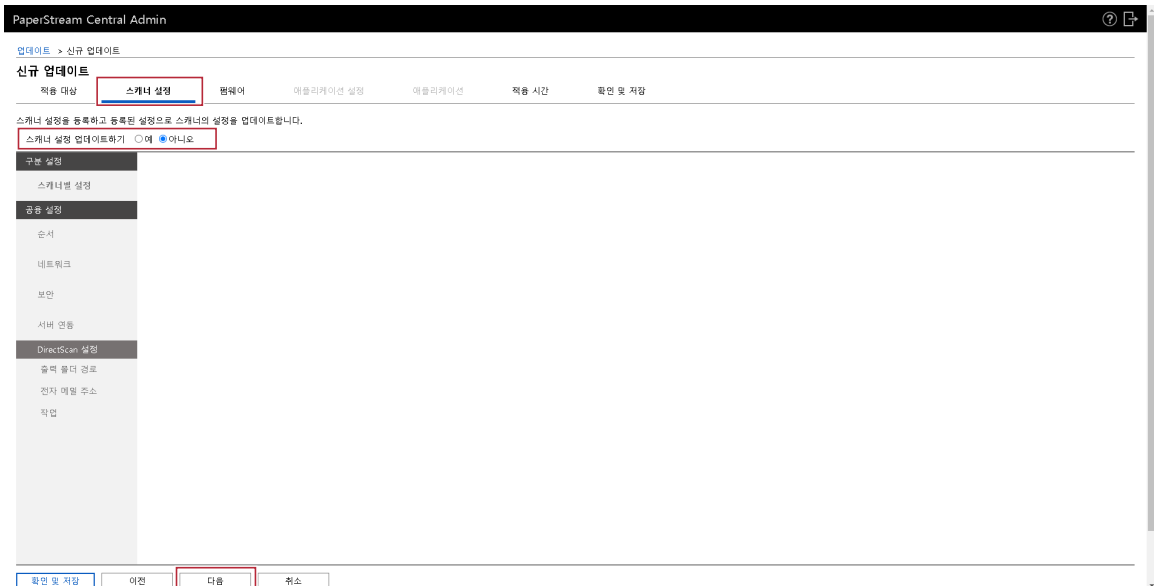 PaperStream Central Admin
업데이트 > 신규 업데이트
신규 업데이트
적용 대상 스캐너 설정 펌웨어 애플리케이션 설정 애플리케이션 적용 시간 확인 및 저장
스캐너 설정을 등록하고 등록된 설정으로 스캐너의 설정을 업데이트합니다.
스캐너 설정 업데이트하기 예 아니오
구분 설정
스캐너별 설정
공용 설정
순서
네트워크
보안
서버 연동
DirectScan 설정
출력 폴더 경로
전자 메일 주소
작업
확인 및 저장 이전 다음 취소